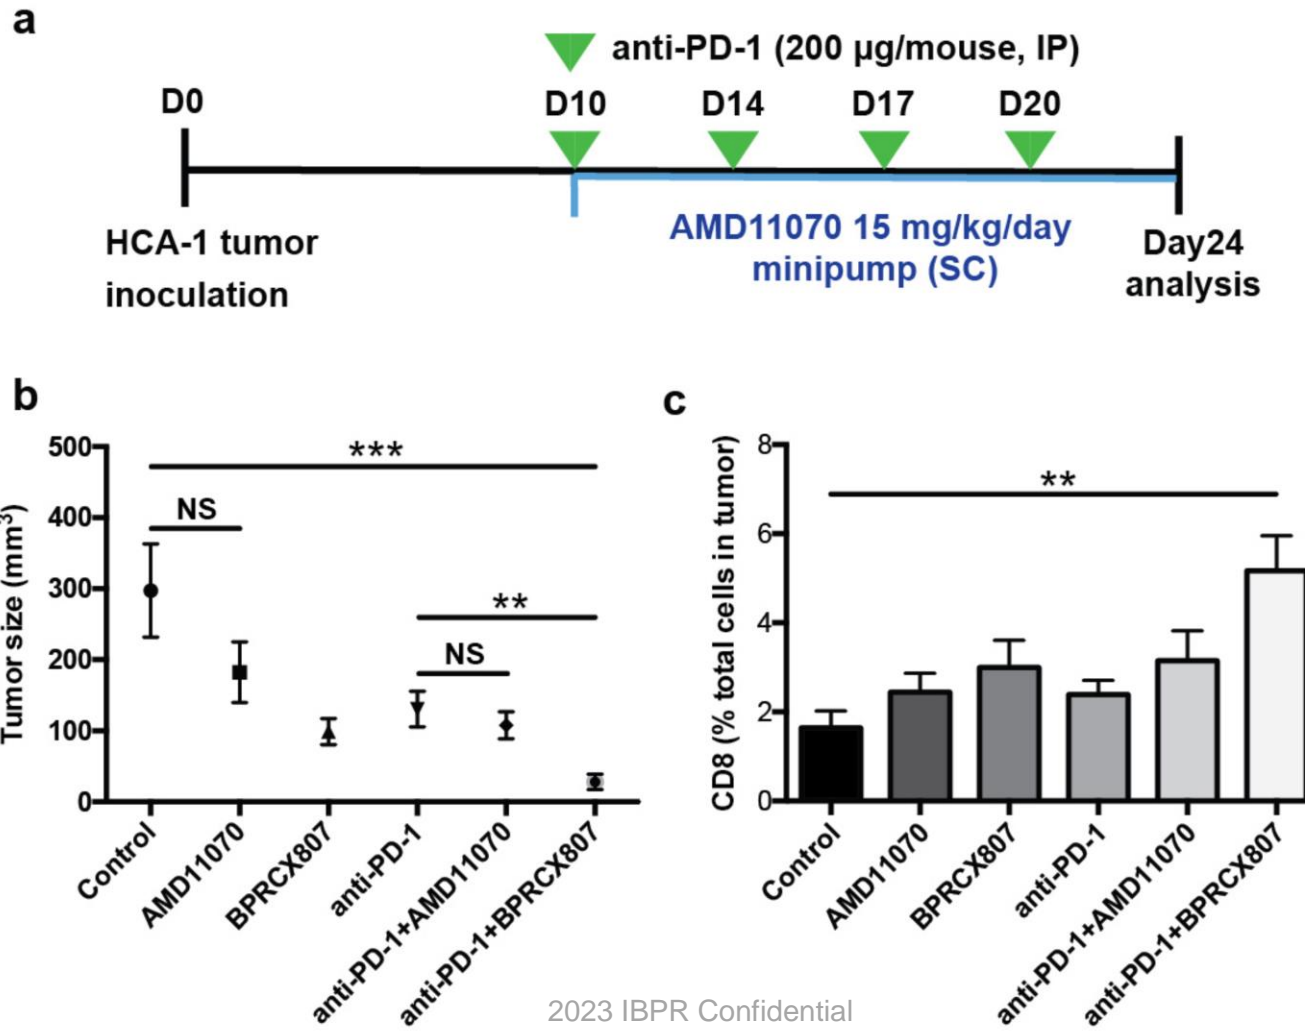 a
anti-PD-1 (200 µg/mouse, IP)
D0
D10
D14
D17
D20
HCA-1 tumor
inoculation
AMD11070 15 mg/kg/day
minipump (SC)
Day24
analysis
b
Tumor size (mm³)
500
400
300
200
100
0
***
NS
**
NS
Control
AMD11070
BPRCX807
anti-PD-1
anti-PD-1+AMD11070
anti-PD-1+BPRCX807
c
CD8 (% total cells in tumor)
8
6
4
2
0
**
Control
AMD11070
BPRCX807
anti-PD-1
anti-PD-1+AMD11070
anti-PD-1+BPRCX807
2023 IBPR Confidential